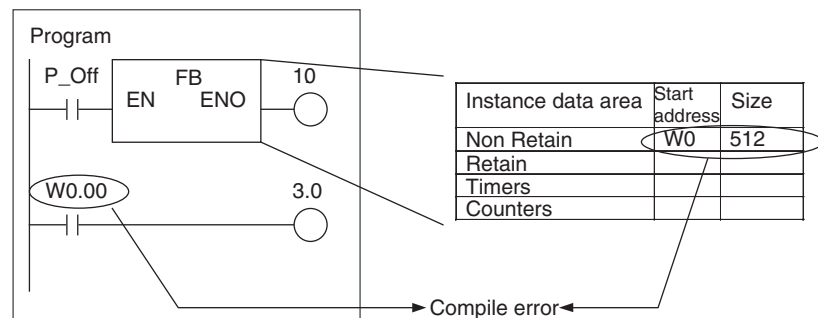 Program
P_Off
FB
10
EN ENO
W0.00
3.0
Instance data area Start address Size
Non Retain W0 512
Retain
Timers
Counters
Compile error